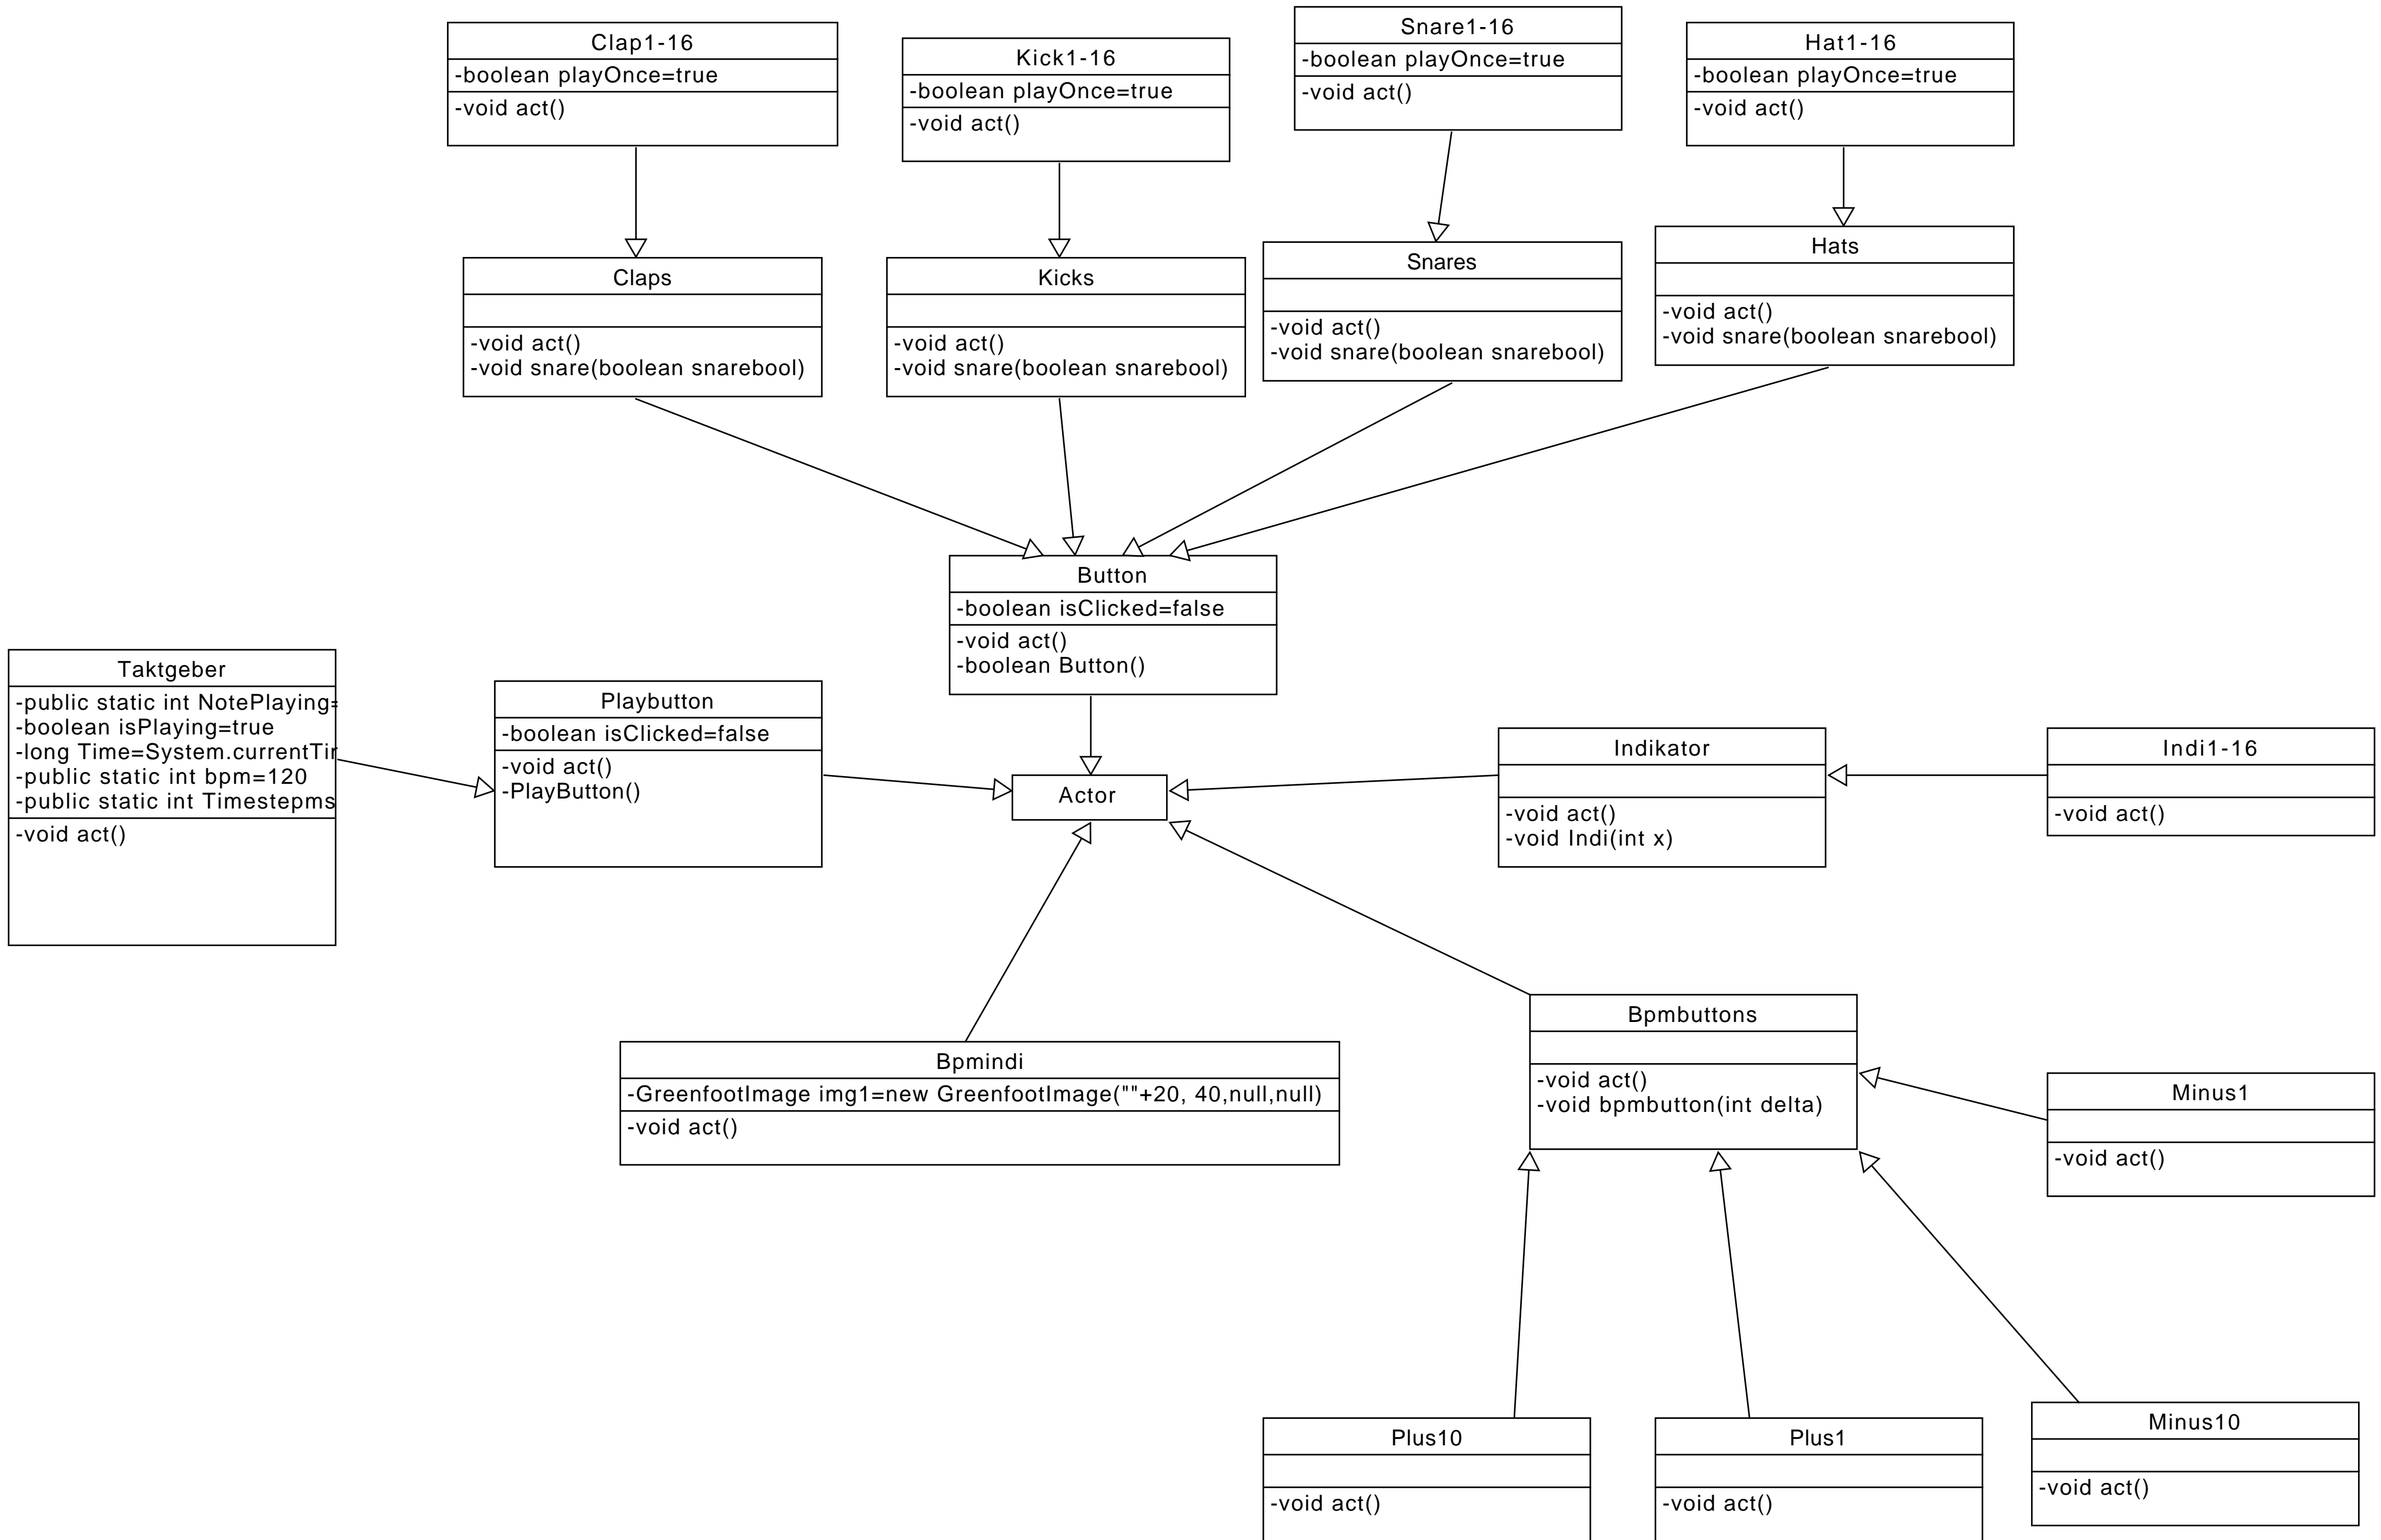 Clap1-16
-boolean playOnce=true
-void act()
Kick1-16
-boolean playOnce=true
-void act()
Snare1-16
-boolean playOnce=true
-void act()
Hat1-16
-boolean playOnce=true
-void act()
Claps
-void act()
-void snare(boolean snarebool)
Kicks
-void act()
-void snare(boolean snarebool)
Snares
-void act()
-void snare(boolean snarebool)
Hats
-void act()
-void snare(boolean snarebool)
Button
-boolean isClicked=false
-void act()
-boolean Button()
Taktgeber
-public static int NotePlaying=
-boolean isPlaying=true
-long Time=System.currentTir
-public static int bpm=120
-public static int Timestepms
-void act()
Playbutton
-boolean isClicked=false
-void act()
-PlayButton()
Actor
Indikator
-void act()
-void Indi(int x)
Indi1-16
-void act()
Bpmindi
-GreenfootImage img1=new GreenfootImage(""+20, 40,null,null)
-void act()
Bpmbuttons
-void act()
-void bpmbutton(int delta)
Minus1
-void act()
Plus10
-void act()
Plus1
-void act()
Minus10
-void act()